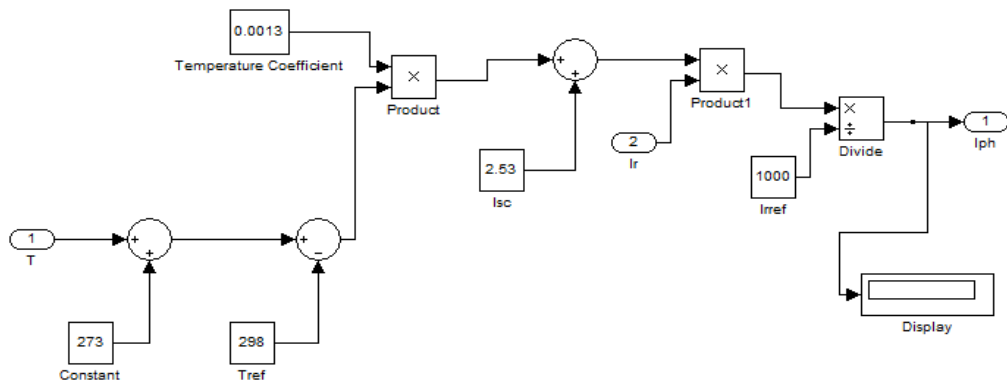 0.0013
Temperature Coefficient
×
Product
+
+
×
Product1
×
÷
Divide
1
Iph
2
Ir
2.53
Isc
1000
Irref
1
T
+
+
+
−
273
Constant
298
Tref
Display